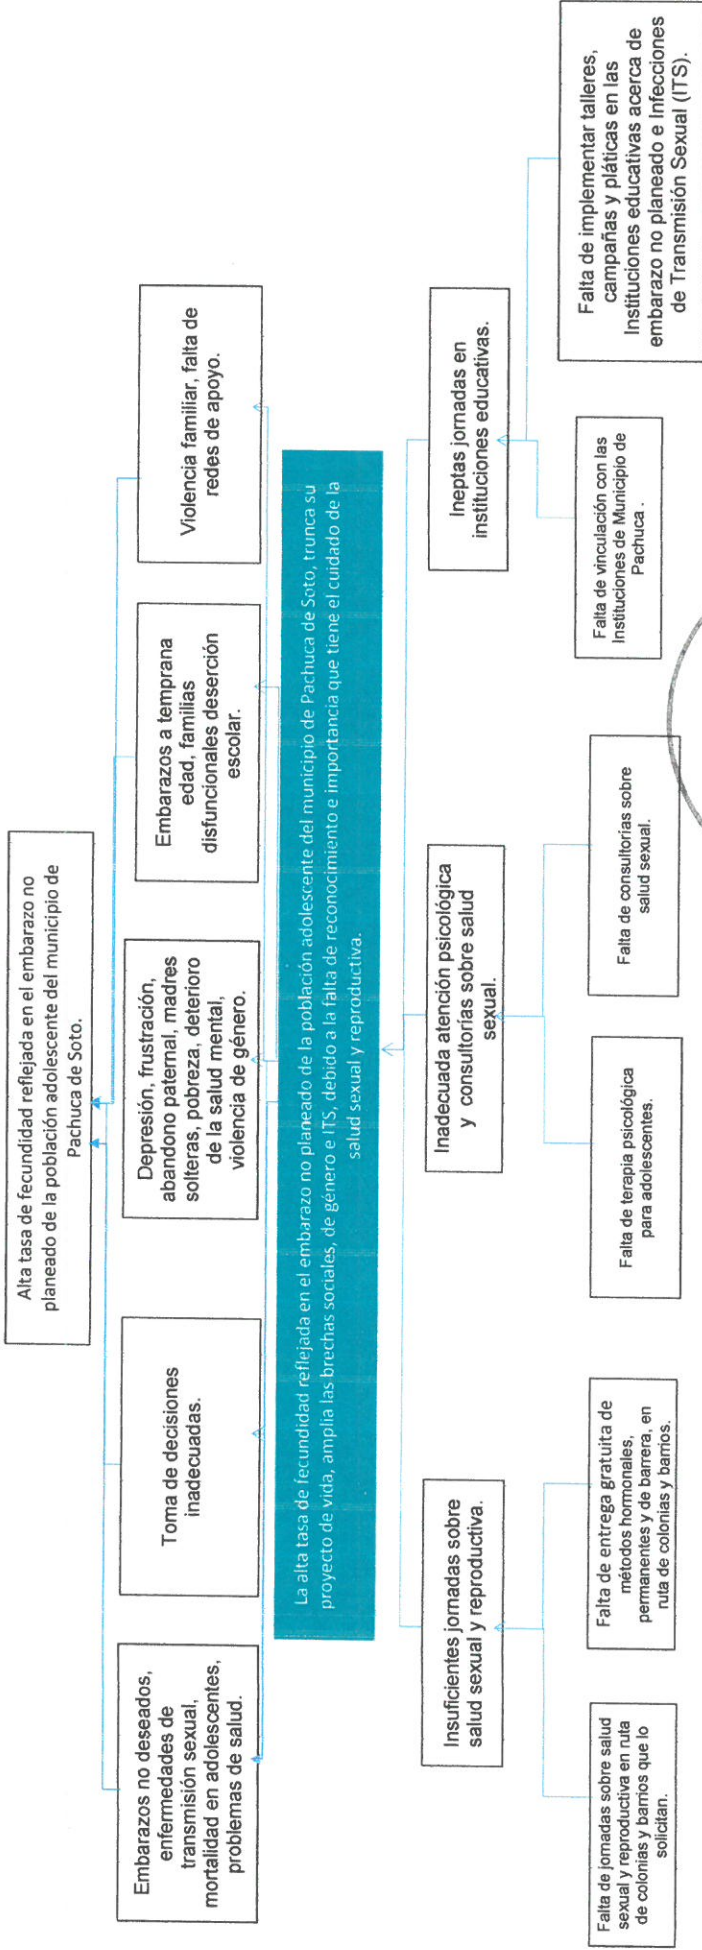 Alta tasa de fecundidad reflejada en el embarazo no
planeado de la población adolescente del municipio de
Pachuca de Soto.
Embarazos no deseados,
enfermedades de
transmisión sexual,
mortalidad en adolescentes,
problemas de salud.
Toma de decisiones
inadecuadas.
Depresión, frustración,
abandono paternal, madres
solteras, pobreza, deterioro
de la salud mental,
violencia de género.
Embarazos a temprana
edad, familias
disfuncionales deserción
escolar.
Violencia familiar, falta de
redes de apoyo.
La alta tasa de fecundidad reflejada en el embarazo no planeado de la población adolescente del municipio de Pachuca de Soto, trunca su
proyecto de vida, amplia las brechas sociales, de género e ITS, debido a la falta de reconocimiento e importancia que tiene el cuidado de la
salud sexual y reproductiva.
Insuficientes jornadas sobre
salud sexual y reproductiva.
Inadecuada atención psicológica
y consultorías sobre salud
sexual.
Ineptas jornadas en
instituciones educativas.
Falta de jornadas sobre salud
sexual y reproductiva en ruta
de colonias y barrios que lo
solicitan.
Falta de entrega gratuita de
métodos hormonales,
permanentes y de barrera, en
ruta de colonias y barrios.
Falta de terapia psicológica
para adolescentes.
Falta de consultorías sobre
salud sexual.
Falta de vinculación con las
Instituciones de Municipio de
Pachuca .
Falta de implementar talleres,
campañas y pláticas en las
Instituciones educativas acerca de
embarazo no planeado e Infecciones
de Transmisión Sexual (ITS).